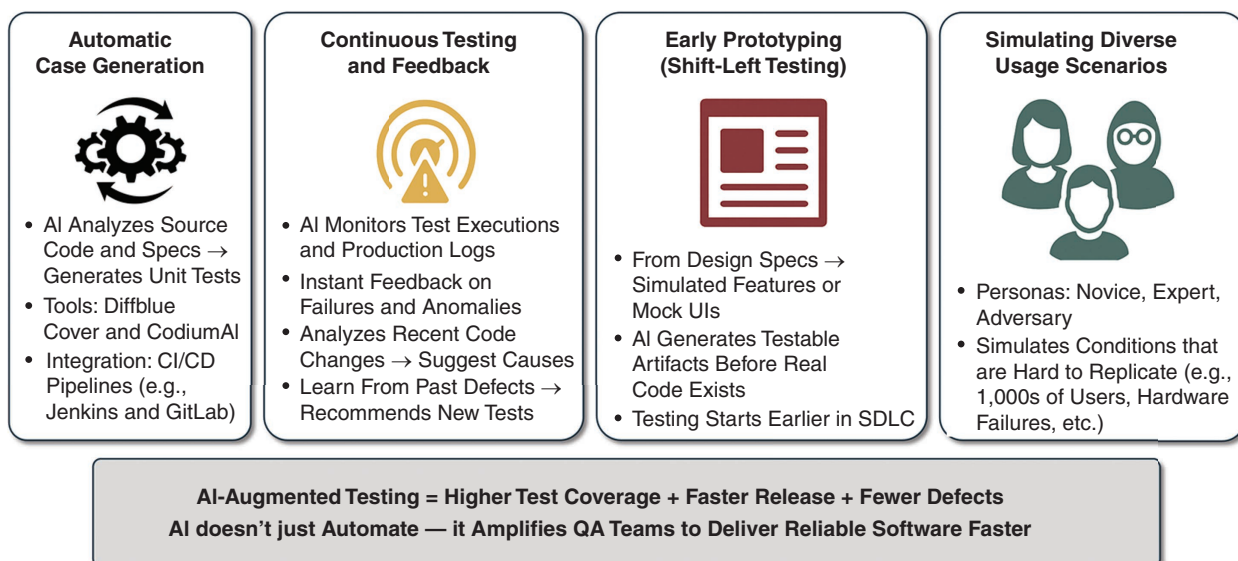 Automatic
Case Generation
• AI Analyzes Source
Code and Specs →
Generates Unit Tests
• Tools: Diffblue
Cover and CodiumAI
• Integration: CI/CD
Pipelines (e.g.,
Jenkins and GitLab)
Continuous Testing
and Feedback
• AI Monitors Test Executions
and Production Logs
• Instant Feedback on
Failures and Anomalies
• Analyzes Recent Code
Changes → Suggest Causes
• Learn From Past Defects →
Recommends New Tests
Early Prototyping
(Shift-Left Testing)
• From Design Specs →
Simulated Features or
Mock UIs
• AI Generates Testable
Artifacts Before Real
Code Exists
• Testing Starts Earlier in SDLC
Simulating Diverse
Usage Scenarios
• Personas: Novice, Expert,
Adversary
• Simulates Conditions that
are Hard to Replicate (e.g.,
1,000s of Users, Hardware
Failures, etc.)
AI-Augmented Testing = Higher Test Coverage + Faster Release + Fewer Defects
AI doesn't just Automate — it Amplifies QA Teams to Deliver Reliable Software Faster